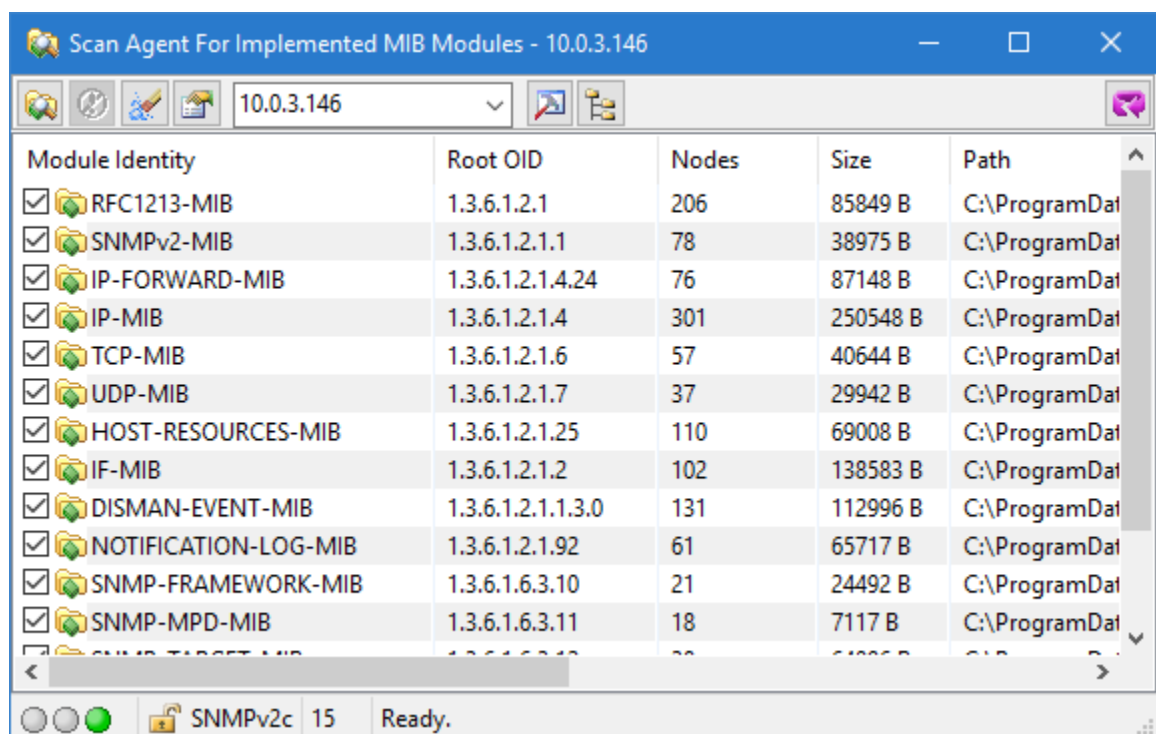 Scan Agent For Implemented MIB Modules - 10.0.3.146
10.0.3.146
Module Identity Root OID Nodes Size Path
RFC1213-MIB 1.3.6.1.2.1 206 85849 B C:\ProgramDat
SNMPv2-MIB 1.3.6.1.2.1.1 78 38975 B C:\ProgramDat
IP-FORWARD-MIB 1.3.6.1.2.1.4.24 76 87148 B C:\ProgramDat
IP-MIB 1.3.6.1.2.1.4 301 250548 B C:\ProgramDat
TCP-MIB 1.3.6.1.2.1.6 57 40644 B C:\ProgramDat
UDP-MIB 1.3.6.1.2.1.7 37 29942 B C:\ProgramDat
HOST-RESOURCES-MIB 1.3.6.1.2.1.25 110 69008 B C:\ProgramDat
IF-MIB 1.3.6.1.2.1.2 102 138583 B C:\ProgramDat
DISMAN-EVENT-MIB 1.3.6.1.2.1.1.3.0 131 112996 B C:\ProgramDat
NOTIFICATION-LOG-MIB 1.3.6.1.2.1.92 61 65717 B C:\ProgramDat
SNMP-FRAMEWORK-MIB 1.3.6.1.6.3.10 21 24492 B C:\ProgramDat
SNMP-MPD-MIB 1.3.6.1.6.3.11 18 7117 B C:\ProgramDat
SNMPv2c 15 Ready.